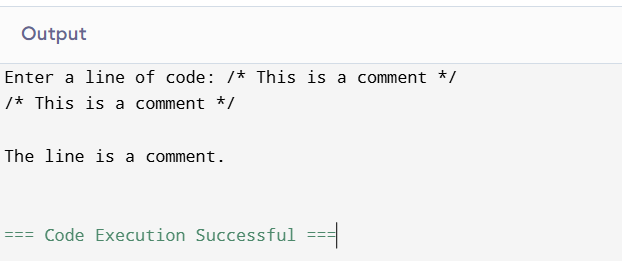 Output
Enter a line of code: /* This is a comment */
/* This is a comment */
The line is a comment.
=== Code Execution Successful ===